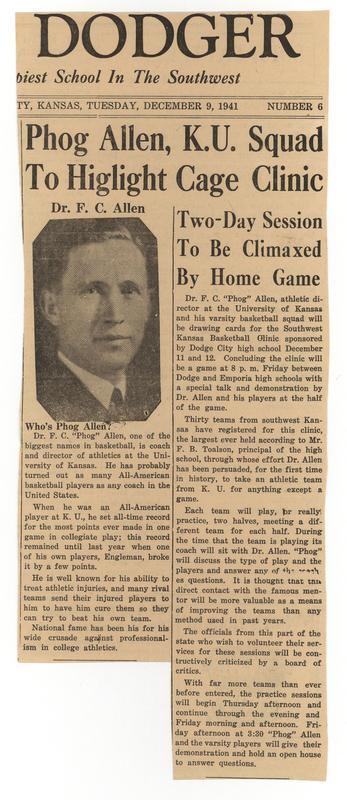 DODGER
piest School In The Southwest
TY, KANSAS, TUESDAY, DECEMBER 9, 1941 NUMBER 6
Phog Allen, K.U. Squad
To Higlight Cage Clinic
Dr. F. C. Allen
Who's Phog Allen?
Dr. F. C. "Phog" Allen, one of the
biggest names in basketball, is coach
and director of athletics at the Uni-
versity of Kansas. He has probably
turned out as many All-American
basketball players as any coach in the
United States.
When he was an All-American
player at K. U., he set all-time record
for the most points ever made in one
game in collegiate play; this record
remained until last year when one
of his own players, Engleman, broke
it by a few points.
He is well known for his ability to
treat athletic injuries, and many rival
teams send their injured players to
him to have him cure them so they
can try to beat his own team.
National fame has been his for his
wide crusade against professional-
ism in college athletics.
Two-Day Session
To Be Climaxed
By Home Game
Dr. F. C. "Phog" Allen, athletic di-
rector at the University of Kansas
and his varsity basketball squad will
be drawing cards for the Southwest
Kansas Basketball Clinic sponsored
by Dodge City high school December
11 and 12. Concluding the clinic will
be a game at 8 p. m. Friday between
Dodge and Emporia high schools with
a special talk and demonstration by
Dr. Allen and his players at the half
of the game.
Thirty teams from southwest Kan-
sas have registered for this clinic,
the largest ever held according to Mr.
F. B. Toalson, principal of the high
school, through whose effort Dr. Allen
has been persuaded, for the first time
in history, to take an athletic team
from K. U. for anything except a
game.
Each team will play, or really
practice, two halves, meeting a dif-
ferent team for each half. During
the time that the team is playing its
coach will sit with Dr. Allen. "Phog"
will discuss the type of play and the
players and answer any of
es questions. It is thought that this
direct contact with the famous men-
tor will be more valuable as a means
of improving the teams than any
method used in past years.
The officials from this part of the
state who wish to volunteer their ser-
vices for these sessions will be con-
structively criticized by a board of
critics.
With far more teams than ever
before entered, the practice sessions
will begin Thursday afternoon and
continue through the evening and
Friday morning and afternoon. Fri-
day afternoon at 3:30 "Phog" Allen
and the varsity players will give their
demonstration and hold an open house
to answer questions.